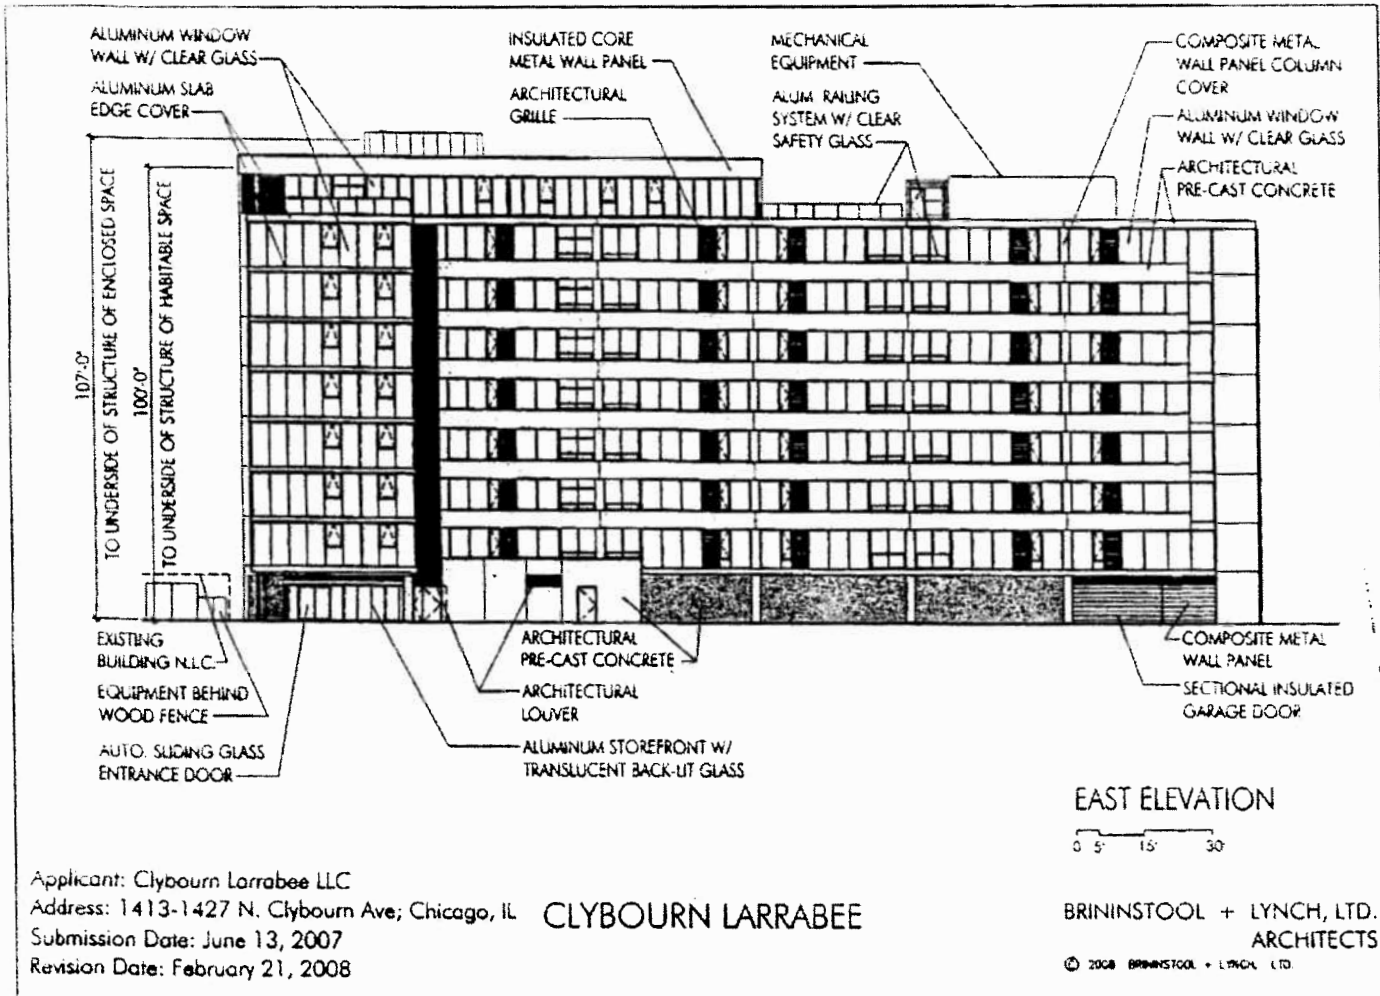 ALUMINUM WINDOW
WALL W/ CLEAR GLASS
ALUMINUM SLAB
EDGE COVER
INSULATED CORE
METAL WALL PANEL
ARCHITECTURAL
GRILLE
MECHANICAL
EQUIPMENT
ALUM. RAILING
SYSTEM W/ CLEAR
SAFETY GLASS
COMPOSITE METAL
WALL PANEL COLUMN
COVER
ALUMINUM WINDOW
WALL W/ CLEAR GLASS
ARCHITECTURAL
PRE-CAST CONCRETE
107'-0"
TO UNDERSIDE OF STRUCTURE OF ENCLOSED SPACE
100'-0"
TO UNDERSIDE OF STRUCTURE OF HABITABLE SPACE
EXISTING
BUILDING N.I.C.
EQUIPMENT BEHIND
WOOD FENCE
AUTO. SLIDING GLASS
ENTRANCE DOOR
ARCHITECTURAL
PRE-CAST CONCRETE
ARCHITECTURAL
LOUVER
ALUMINUM STOREFRONT W/
TRANSLUCENT BACK-LIT GLASS
COMPOSITE METAL
WALL PANEL
SECTIONAL INSULATED
GARAGE DOOR
EAST ELEVATION
0 5' 15' 30'
Applicant: Clybourn Larrabee LLC
Address: 1413-1427 N. Clybourn Ave; Chicago, IL
Submission Date: June 13, 2007
Revision Date: February 21, 2008
CLYBOURN LARRABEE
BRININSTOOL + LYNCH, LTD.
ARCHITECTS
© 2008 BRININSTOOL + LYNCH, LTD.